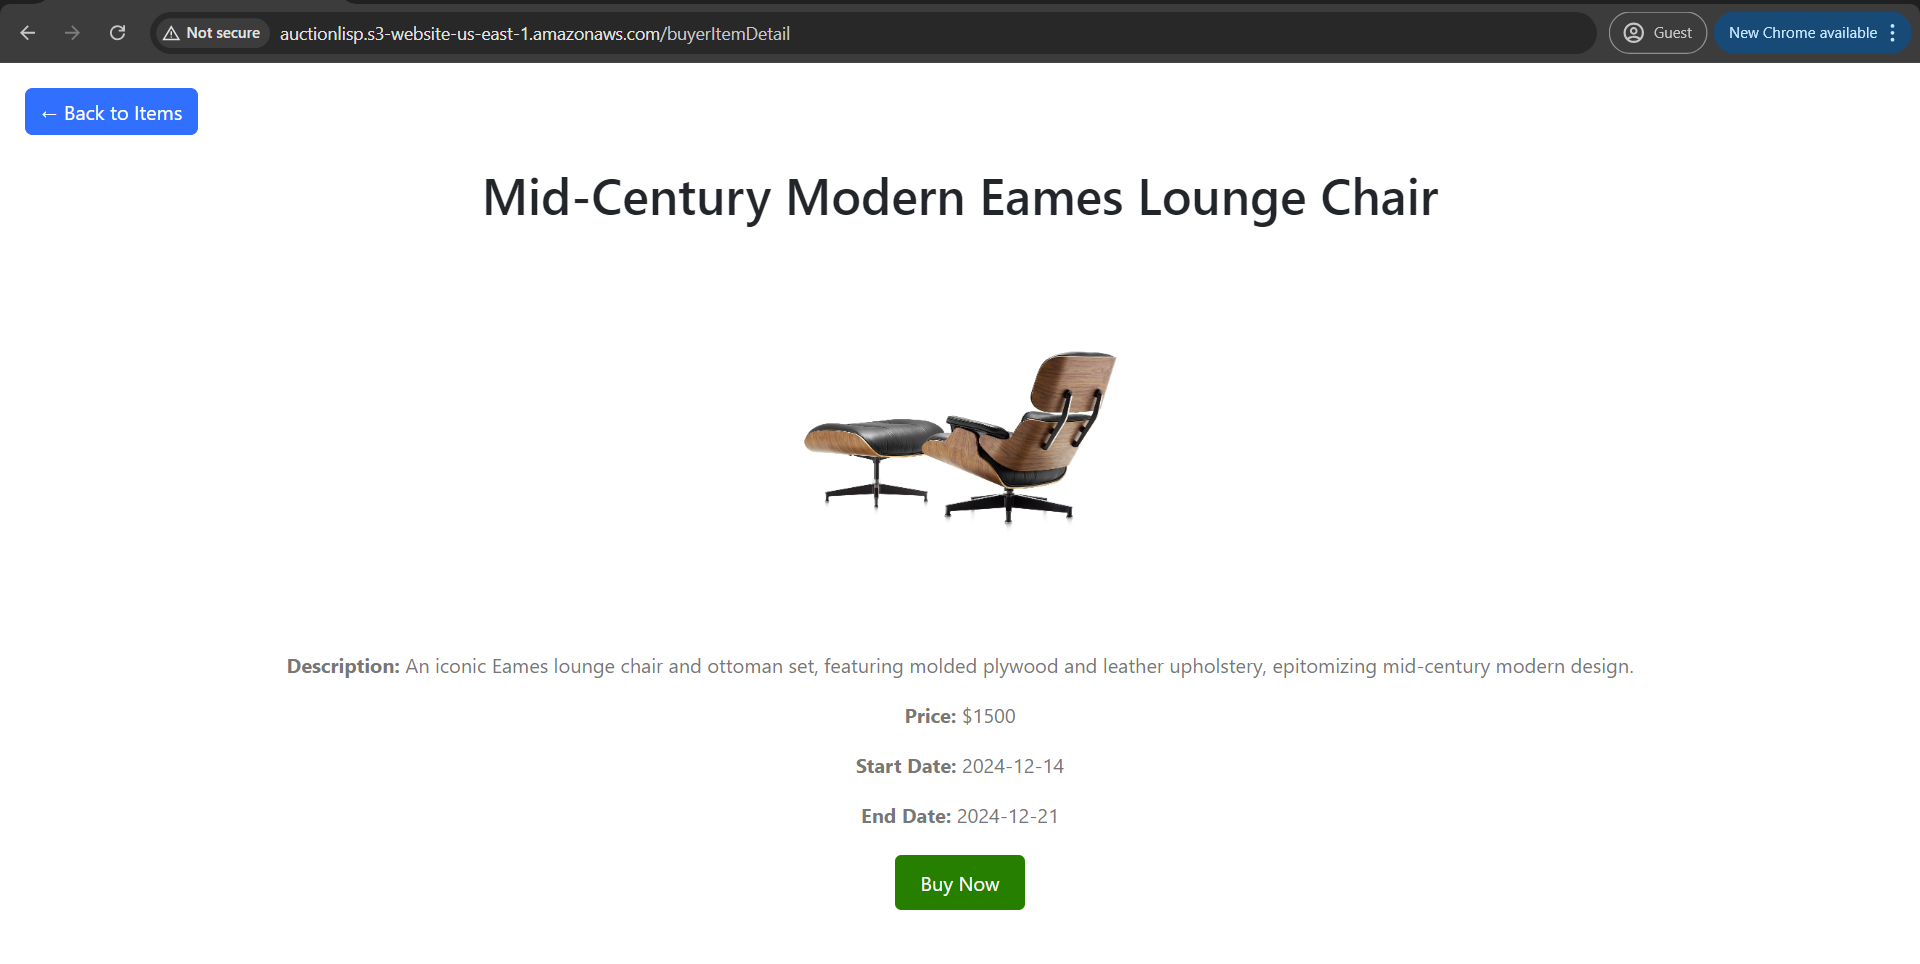 Not secure
auctionlisp.s3-website-us-east-1.amazonaws.com/buyerItemDetail
Guest
New Chrome available
← Back to Items
Mid-Century Modern Eames Lounge Chair
Description: An iconic Eames lounge chair and ottoman set, featuring molded plywood and leather upholstery, epitomizing mid-century modern design.
Price: $1500
Start Date: 2024-12-14
End Date: 2024-12-21
Buy Now